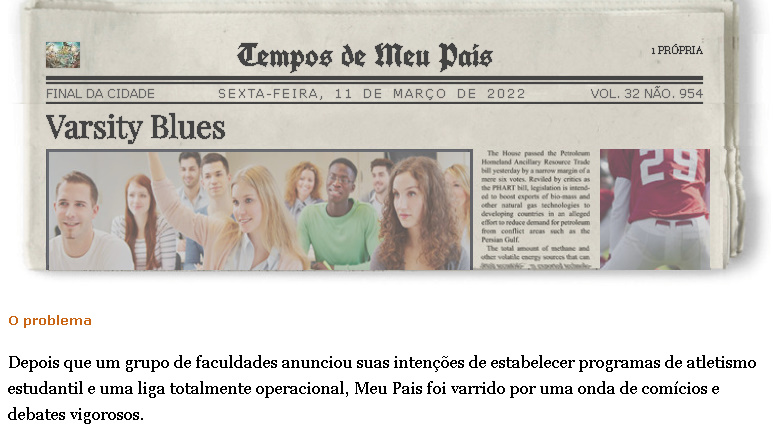 Tempos de Meu Pais
1 PRÓPRIA
FINAL DA CIDADE
SEXTA-FEIRA, 11 DE MARÇO DE 2022
VOL. 32 NÃO. 954
Varsity Blues
The House passed the Petroleum
Homeland Ancillary Resource Trade
bill yesterday by a narrow margin of a
mere six votes. Reviled by critics as
the PHART bill, legislation is intend-
ed to boost exports of bio-mass and
other natural gas technologies to
developing countries in an alleged
effort to reduce demand for petroleum
from conflict areas such as the
Persian Gulf.
The total amount of methane and
other volatile energy sources that can
29
O problema
Depois que um grupo de faculdades anunciou suas intenções de estabelecer programas de atletismo
estudantil e uma liga totalmente operacional, Meu Pais foi varrido por uma onda de comícios e
debates vigorosos.